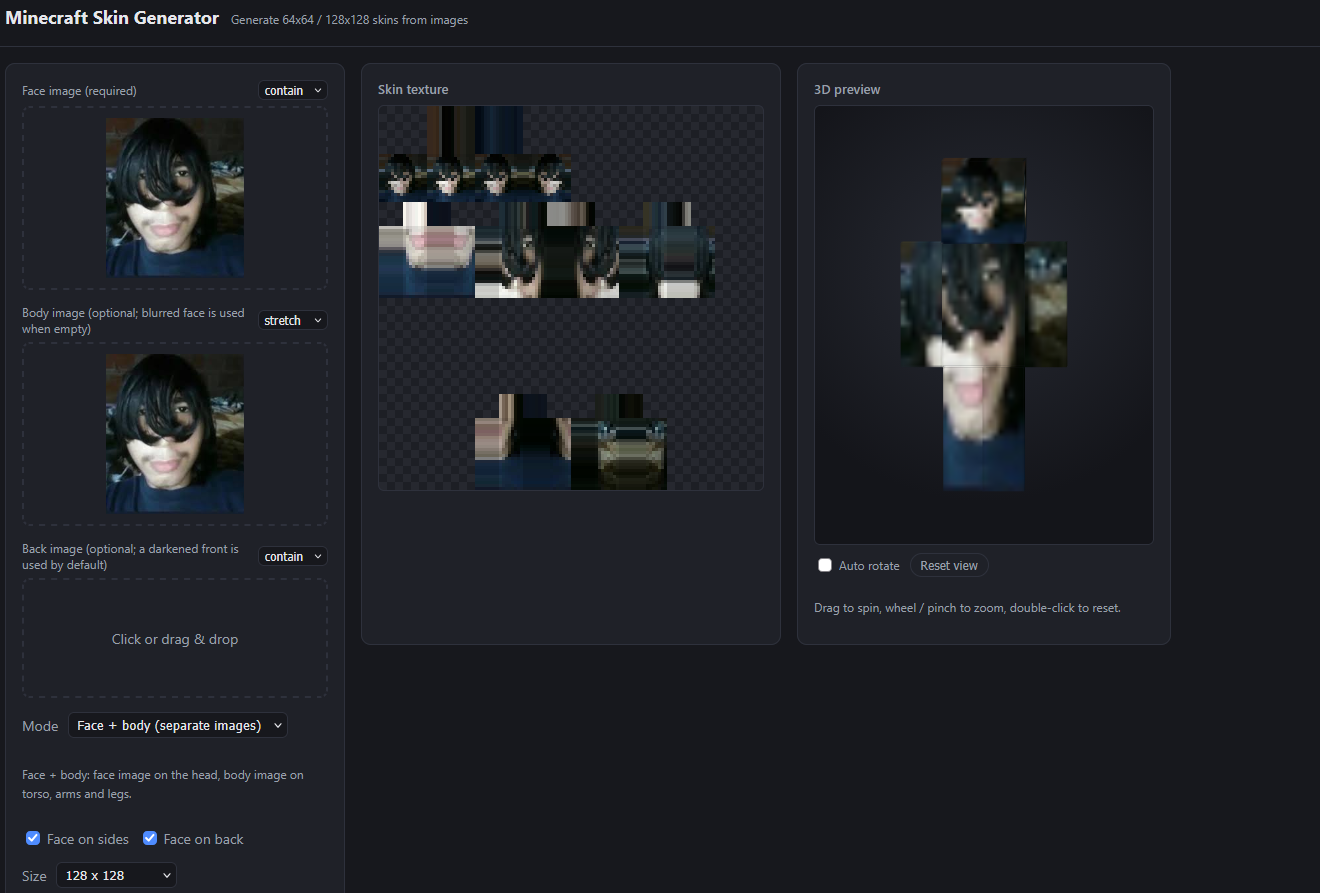 Minecraft Skin Generator Generate 64x64 / 128x128 skins from images
Face image (required) contain
Body image (optional; blurred face is used
when empty)
stretch
Back image (optional; a darkened front is
used by default)
contain
Click or drag & drop
Mode Face + body (separate images)
Face + body: face image on the head, body image on
torso, arms and legs.
Face on sides Face on back
Size 128 x 128
Skin texture
3D preview
Auto rotate Reset view
Drag to spin, wheel / pinch to zoom, double-click to reset.